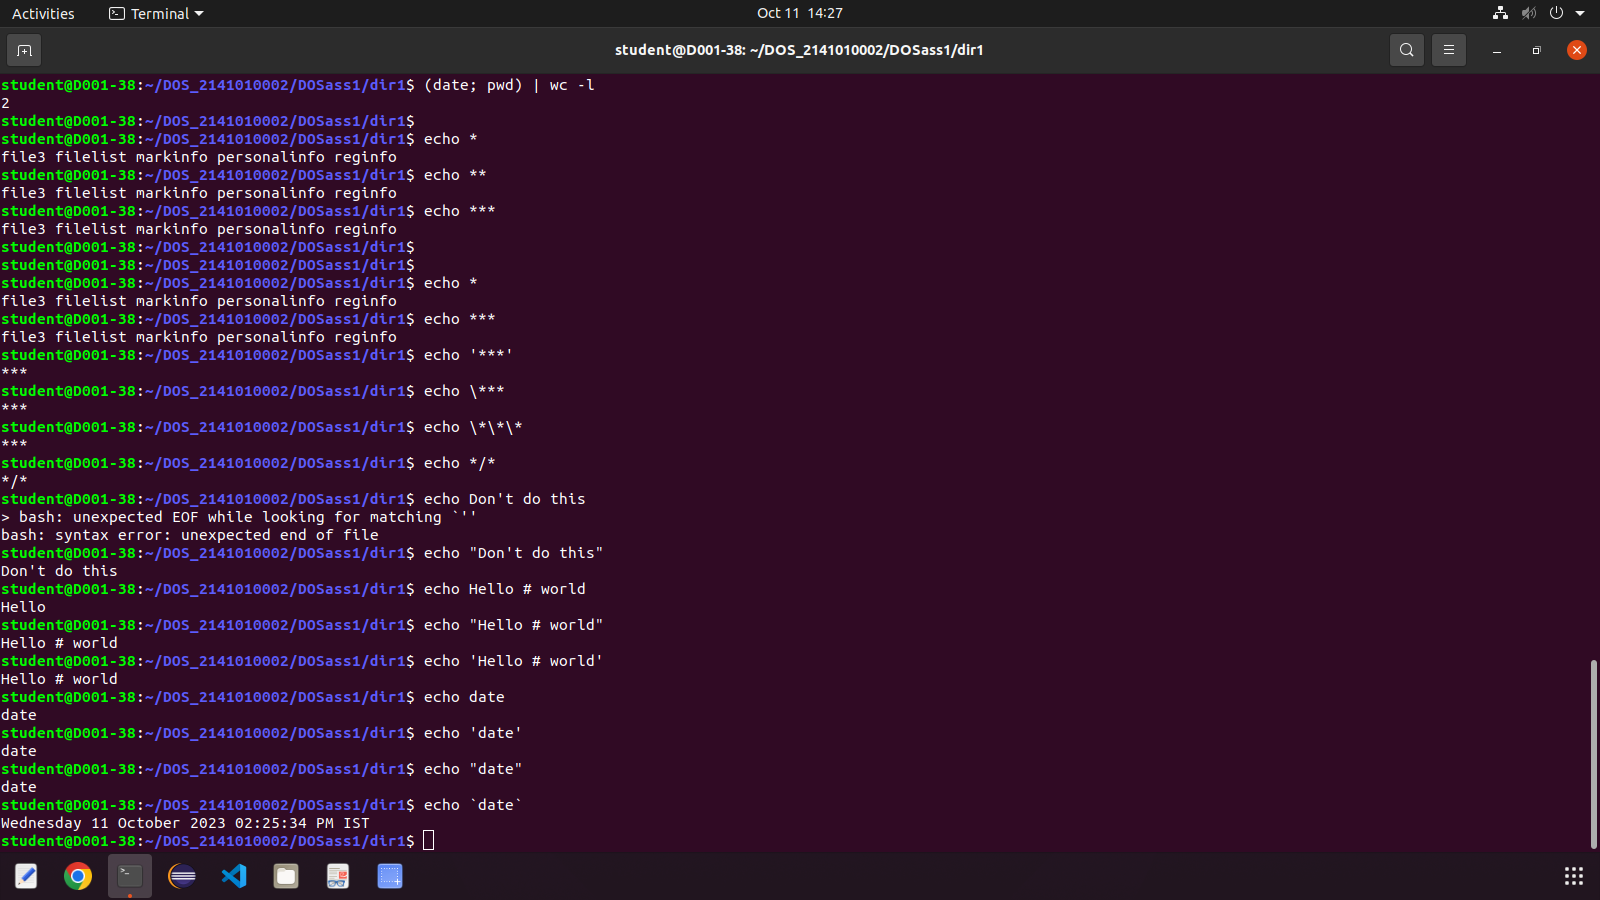 Activities
Terminal
Oct 11 14:27
student@D001-38: ~/DOS_2141010002/DOSass1/dir1
student@D001-38:~/DOS_2141010002/DOSass1/dir1$ (date; pwd) | wc -l
2
student@D001-38:~/DOS_2141010002/DOSass1/dir1$
student@D001-38:~/DOS_2141010002/DOSass1/dir1$ echo *
file3 filelist markinfo personalinfo reginfo
student@D001-38:~/DOS_2141010002/DOSass1/dir1$ echo **
file3 filelist markinfo personalinfo reginfo
student@D001-38:~/DOS_2141010002/DOSass1/dir1$ echo ***
file3 filelist markinfo personalinfo reginfo
student@D001-38:~/DOS_2141010002/DOSass1/dir1$
student@D001-38:~/DOS_2141010002/DOSass1/dir1$
student@D001-38:~/DOS_2141010002/DOSass1/dir1$ echo *
file3 filelist markinfo personalinfo reginfo
student@D001-38:~/DOS_2141010002/DOSass1/dir1$ echo ***
file3 filelist markinfo personalinfo reginfo
student@D001-38:~/DOS_2141010002/DOSass1/dir1$ echo '***'
***
student@D001-38:~/DOS_2141010002/DOSass1/dir1$ echo \***
***
student@D001-38:~/DOS_2141010002/DOSass1/dir1$ echo \*\*\*
***
student@D001-38:~/DOS_2141010002/DOSass1/dir1$ echo */*
*/*
student@D001-38:~/DOS_2141010002/DOSass1/dir1$ echo Don't do this
> bash: unexpected EOF while looking for matching `''
bash: syntax error: unexpected end of file
student@D001-38:~/DOS_2141010002/DOSass1/dir1$ echo "Don't do this"
Don't do this
student@D001-38:~/DOS_2141010002/DOSass1/dir1$ echo Hello # world
Hello
student@D001-38:~/DOS_2141010002/DOSass1/dir1$ echo "Hello # world"
Hello # world
student@D001-38:~/DOS_2141010002/DOSass1/dir1$ echo 'Hello # world'
Hello # world
student@D001-38:~/DOS_2141010002/DOSass1/dir1$ echo date
date
student@D001-38:~/DOS_2141010002/DOSass1/dir1$ echo 'date'
date
student@D001-38:~/DOS_2141010002/DOSass1/dir1$ echo "date"
date
student@D001-38:~/DOS_2141010002/DOSass1/dir1$ echo `date`
Wednesday 11 October 2023 02:25:34 PM IST
student@D001-38:~/DOS_2141010002/DOSass1/dir1$